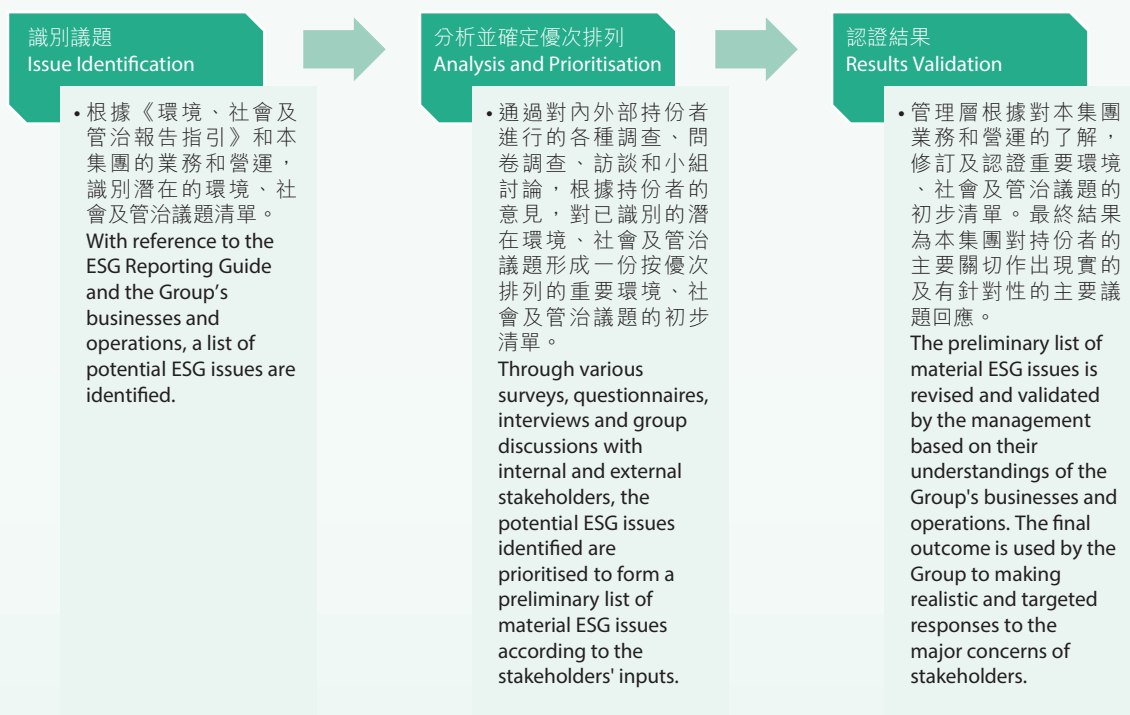 識別議題
Issue Identification
• 根據《環境、社會及
管治報告指引》和本
集團的業務和營運，
識別潛在的環境、社
會及管治議題清單。
With reference to the
ESG Reporting Guide
and the Group’s
businesses and
operations, a list of
potential ESG issues are
identified.
分析並確定優次排列
Analysis and Prioritisation
• 通過對內外部持份者
進行的各種調查、問
卷調查、訪談和小組
討論，根據持份者的
意見，對已識別的潛
在環境、社會及管治
議題形成一份按優次
排列的重要環境、社
會及管治議題的初步
清單。
Through various
surveys, questionnaires,
interviews and group
discussions with
internal and external
stakeholders, the
potential ESG issues
identified are
prioritised to form a
preliminary list of
material ESG issues
according to the
stakeholders' inputs.
認證結果
Results Validation
• 管理層根據對本集團
業務和營運的了解，
修訂及認證重要環境
、社會及管治議題的
初步清單。最終結果
為本集團對持份者的
主要關切作出現實的
及有針對性的主要議
題回應。
The preliminary list of
material ESG issues is
revised and validated
by the management
based on their
understandings of the
Group's businesses and
operations. The final
outcome is used by the
Group to making
realistic and targeted
responses to the
major concerns of
stakeholders.